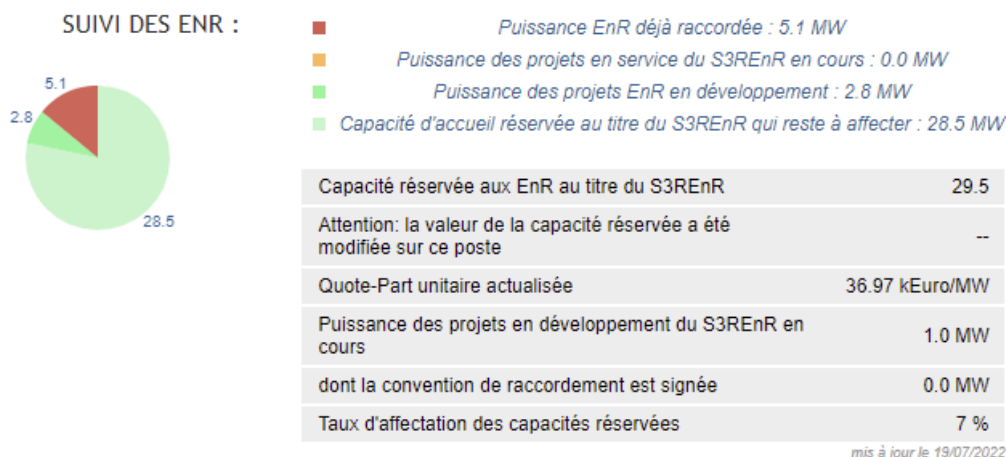 SUIVI DES ENR :
Puissance EnR déjà raccordée : 5.1 MW
Puissance des projets en service du S3REnR en cours : 0.0 MW
Puissance des projets EnR en développement : 2.8 MW
Capacité d'accueil réservée au titre du S3REnR qui reste à affecter : 28.5 MW
5.1
2.8
28.5
Capacité réservée aux EnR au titre du S3REnR 29.5
Attention: la valeur de la capacité réservée a été
modifiée sur ce poste --
Quote-Part unitaire actualisée 36.97 kEuro/MW
Puissance des projets en développement du S3REnR en
cours 1.0 MW
dont la convention de raccordement est signée 0.0 MW
Taux d'affectation des capacités réservées 7 %
mis à jour le 19/07/2022